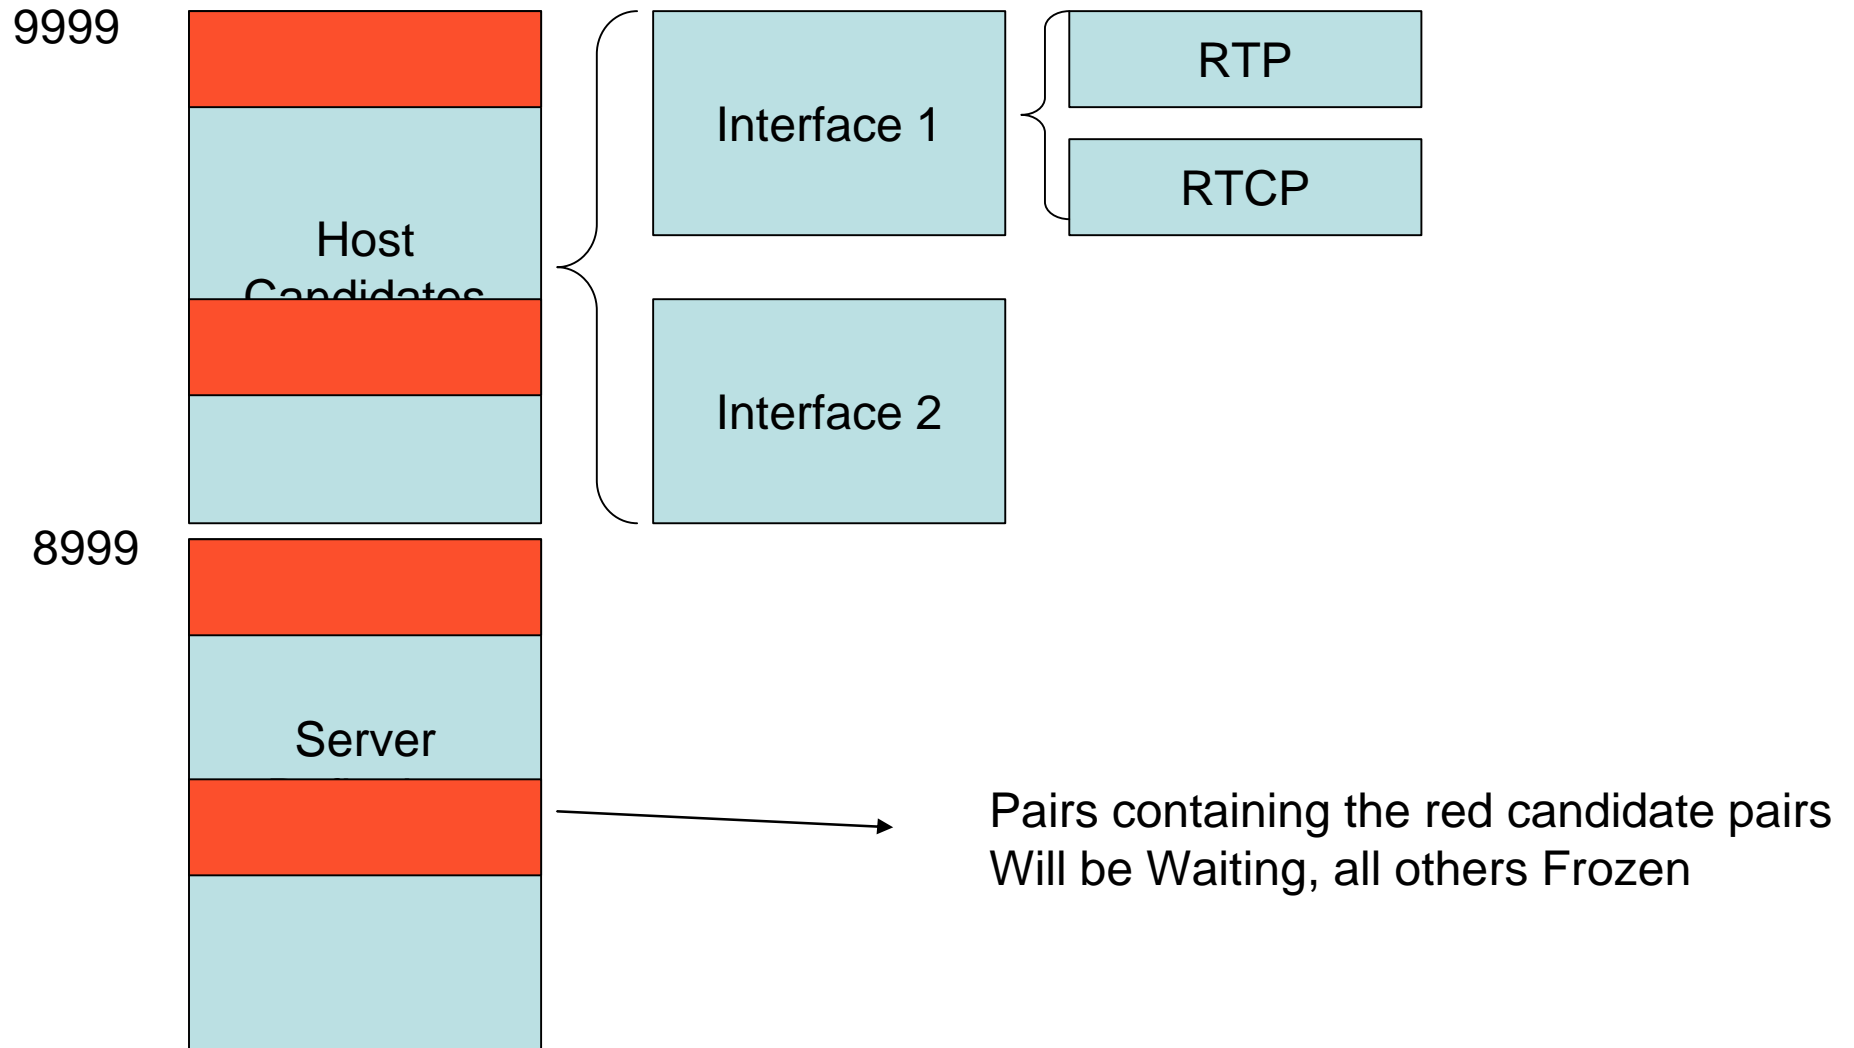 9999
RTP
Interface 1
RTCP
Host
Candidates
Interface 2
8999
Server
Pairs containing the red candidate pairs
Will be Waiting, all others Frozen